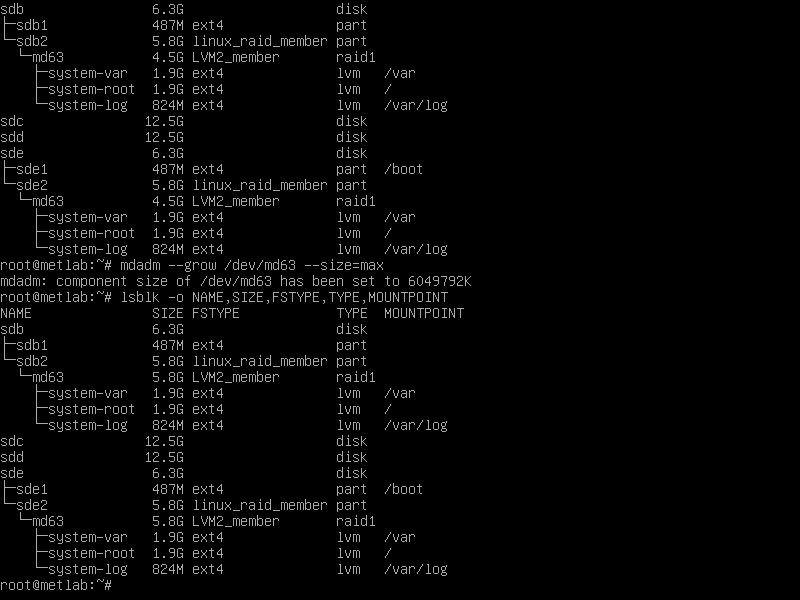 sdb                6.3G                   disk
├─sdb1             487M ext4              part
└─sdb2             5.8G linux_raid_member part
  └─md63           4.5G LVM2_member       raid1
    ├─system-var   1.9G ext4              lvm   /var
    ├─system-root  1.9G ext4              lvm   /
    └─system-log   824M ext4              lvm   /var/log
sdc               12.5G                   disk
sdd               12.5G                   disk
sde                6.3G                   disk
├─sde1             487M ext4              part  /boot
└─sde2             5.8G linux_raid_member part
  └─md63           4.5G LVM2_member       raid1
    ├─system-var   1.9G ext4              lvm   /var
    ├─system-root  1.9G ext4              lvm   /
    └─system-log   824M ext4              lvm   /var/log
root@metlab:~# mdadm --grow /dev/md63 --size=max
mdadm: component size of /dev/md63 has been set to 6049792K
root@metlab:~# lsblk -o NAME,SIZE,FSTYPE,TYPE,MOUNTPOINT
NAME               SIZE FSTYPE            TYPE  MOUNTPOINT
sdb                6.3G                   disk
├─sdb1             487M ext4              part
└─sdb2             5.8G linux_raid_member part
  └─md63           5.8G LVM2_member       raid1
    ├─system-var   1.9G ext4              lvm   /var
    ├─system-root  1.9G ext4              lvm   /
    └─system-log   824M ext4              lvm   /var/log
sdc               12.5G                   disk
sdd               12.5G                   disk
sde                6.3G                   disk
├─sde1             487M ext4              part  /boot
└─sde2             5.8G linux_raid_member part
  └─md63           5.8G LVM2_member       raid1
    ├─system-var   1.9G ext4              lvm   /var
    ├─system-root  1.9G ext4              lvm   /
    └─system-log   824M ext4              lvm   /var/log
root@metlab:~#